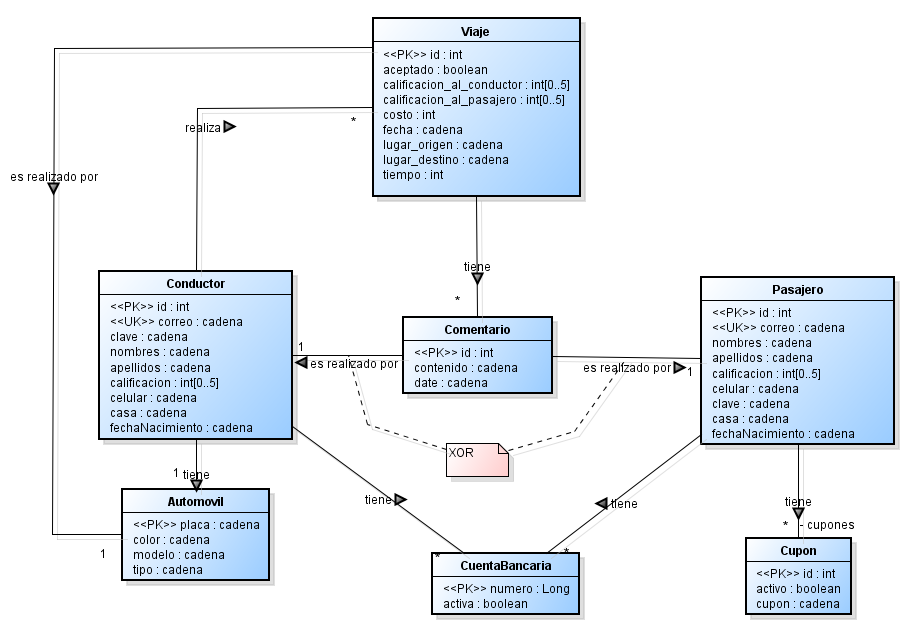 Viaje
<<PK>> id : int
aceptado : boolean
calificacion_al_conductor : int[0..5]
calificacion_al_pasajero : int[0..5]
costo : int
fecha : cadena
lugar_origen : cadena
lugar_destino : cadena
tiempo : int
realiza
*
es realizado por
tiene
*
Conductor
<<PK>> id : int
<<UK>> correo : cadena
clave : cadena
nombres : cadena
apellidos : cadena
calificacion : int[0..5]
celular : cadena
casa : cadena
fechaNacimiento : cadena
1
es realizado por
Comentario
<<PK>> id : int
contenido : cadena
date : cadena
es realizado por
1
Pasajero
<<PK>> id : int
<<UK>> correo : cadena
nombres : cadena
apellidos : cadena
calificacion : int[0..5]
celular : cadena
clave : cadena
casa : cadena
fechaNacimiento : cadena
XOR
1
tiene
Automovil
<<PK>> placa : cadena
color : cadena
modelo : cadena
tipo : cadena
1
tiene
*
tiene
*
CuentaBancaria
<<PK>> numero : Long
activa : boolean
tiene
* - cupones
Cupon
<<PK>> id : int
activo : boolean
cupon : cadena